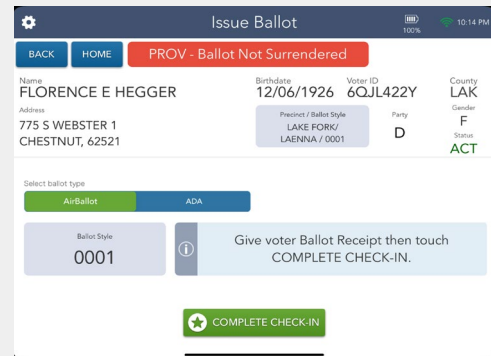 Issue Ballot
100%
10:14 PM
BACK
HOME
PROV - Ballot Not Surrendered
Name
FLORENCE E HEGGER
Birthdate
12/06/1926
Voter ID
6QJL422Y
County
LAK
Address
775 S WEBSTER 1
CHESTNUT, 62521
Precinct / Ballot Style
LAKE FORK/
LAENNA / 0001
Party
D
Gender
F
Status
ACT
Select ballot type
AirBallot
ADA
Ballot Style
0001
Give voter Ballot Receipt then touch
COMPLETE CHECK-IN.
COMPLETE CHECK-IN